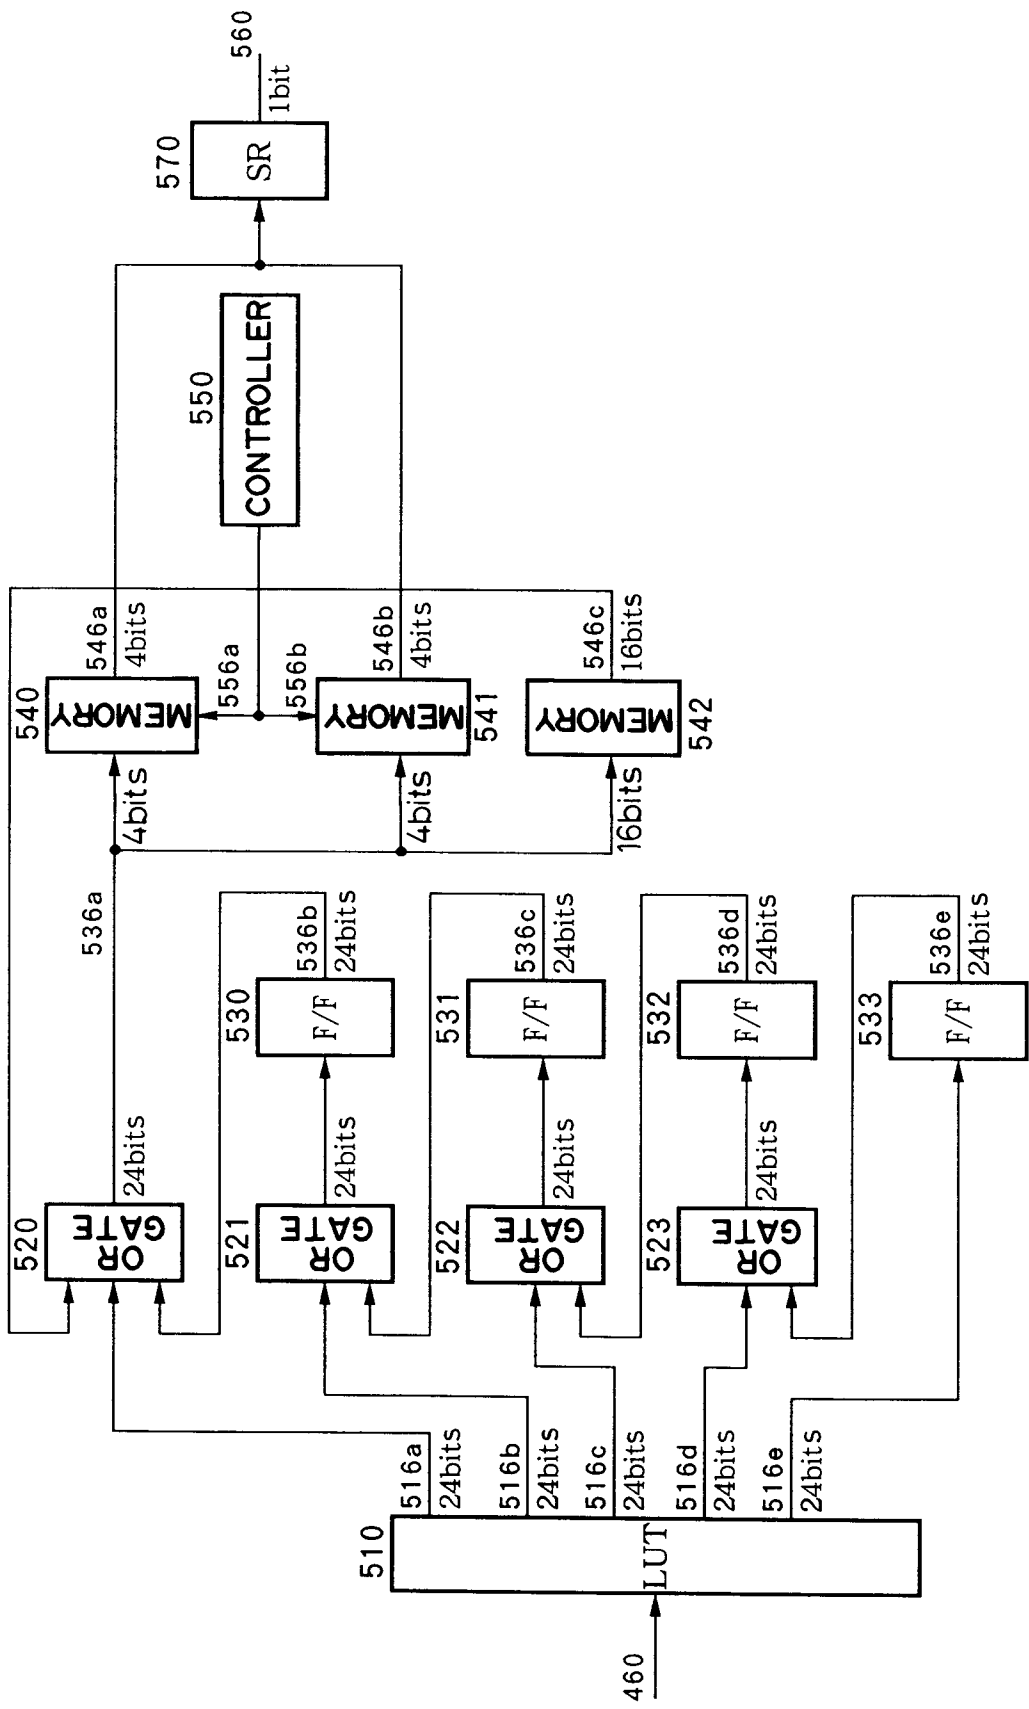 460
510
LUT
516a
24bits
516b
24bits
516c
24bits
516d
24bits
516e
24bits
520
OR
GATE
24bits
536a
521
OR
GATE
24bits
530
F/F
536b
24bits
522
OR
GATE
24bits
531
F/F
536c
24bits
523
OR
GATE
24bits
532
F/F
536d
24bits
533
F/F
536e
24bits
4bits
540
MEMORY
546a
4bits
556a
556b
4bits
541
MEMORY
546b
4bits
16bits
542
MEMORY
546c
16bits
550
CONTROLLER
570
SR
560
1bit